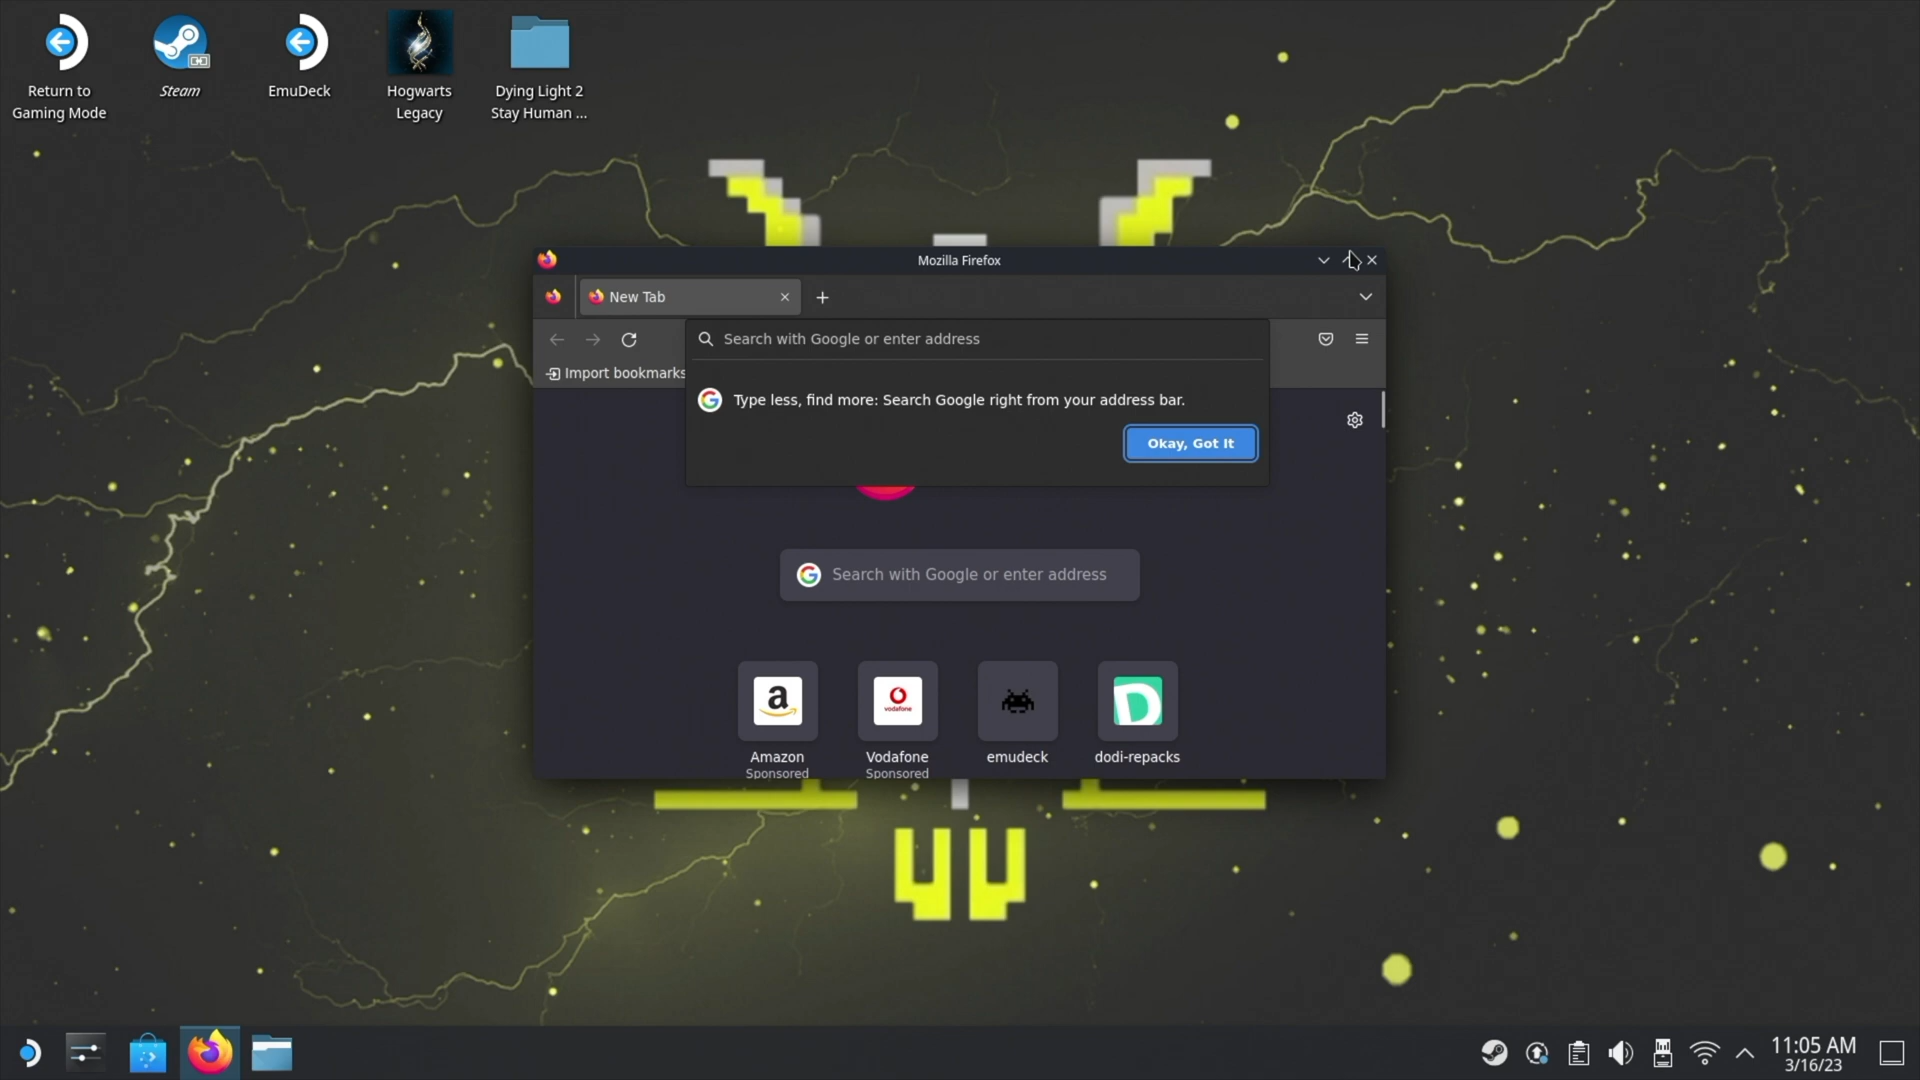 Return to
Gaming Mode
Steam
EmuDeck
Hogwarts
Legacy
Dying Light 2
Stay Human ...
Mozilla Firefox
New Tab
Search with Google or enter address
Import bookmarks
Type less, find more: Search Google right from your address bar.
Okay, Got It
Search with Google or enter address
a
vodafone
D
Amazon
Sponsored
Vodafone
Sponsored
emudeck
dodi-repacks
11:05 AM
3/16/23